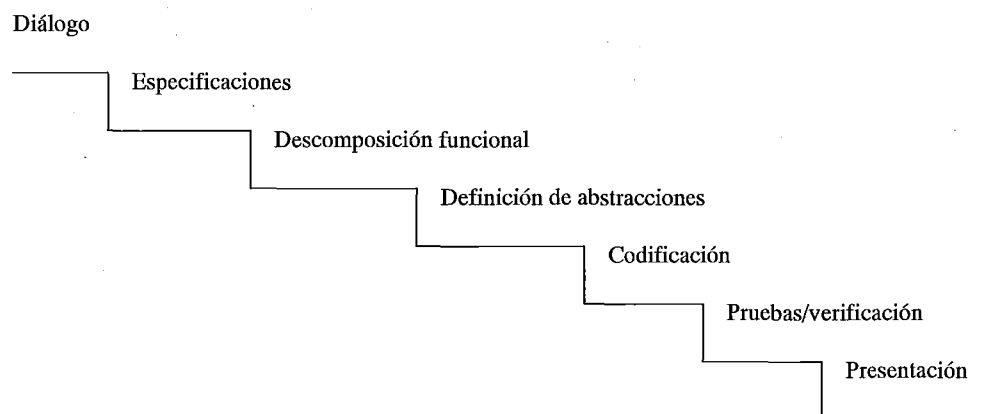 Diálogo
Especificaciones
Descomposición funcional
Definición de abstracciones
Codificación
Pruebas/verificación
Presentación